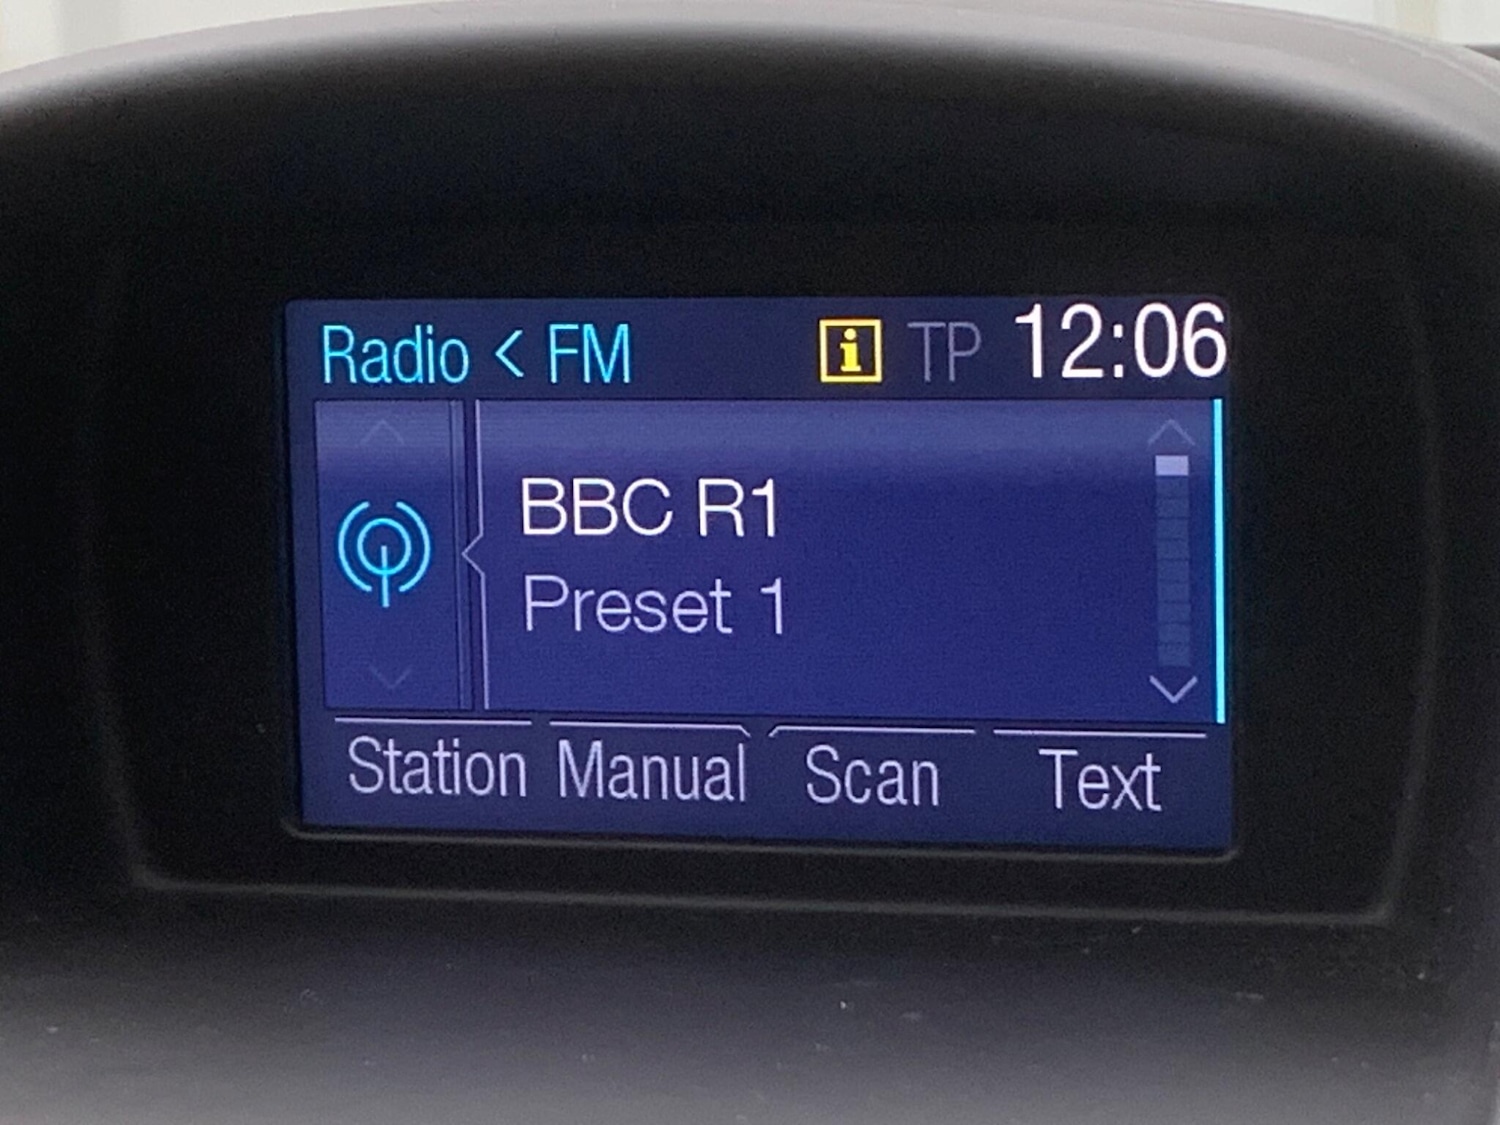 Radio < FM i TP 12:06
BBC R1
Preset 1
Station Manual Scan Text